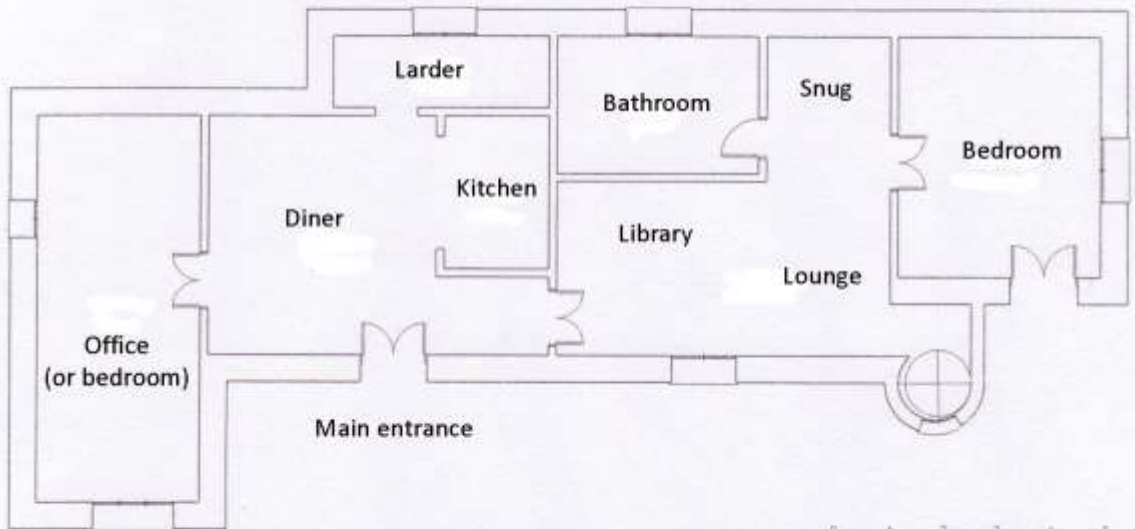 Larder
Bathroom
Snug
Bedroom
Kitchen
Diner
Library
Lounge
Office
(or bedroom)
Main entrance